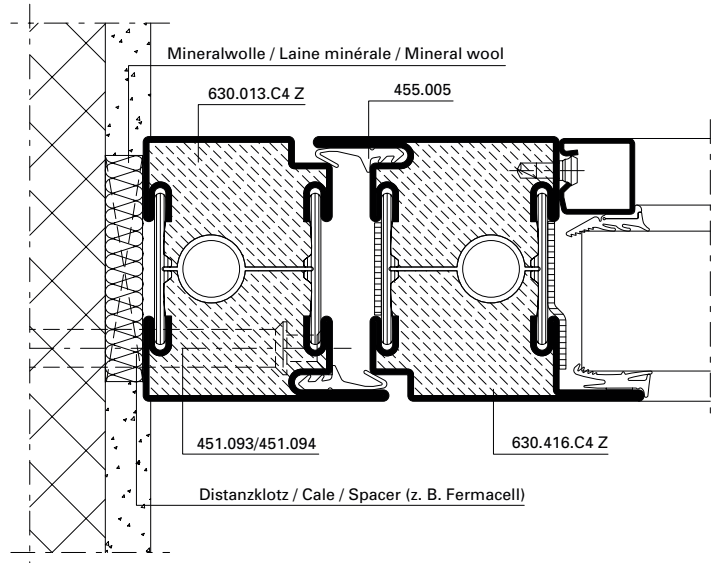 Mineralwolle / Laine minérale / Mineral wool
630.013.C4 Z
455.005
451.093/451.094
630.416.C4 Z
Distanzklotz / Cale / Spacer (z. B. Fermacell)